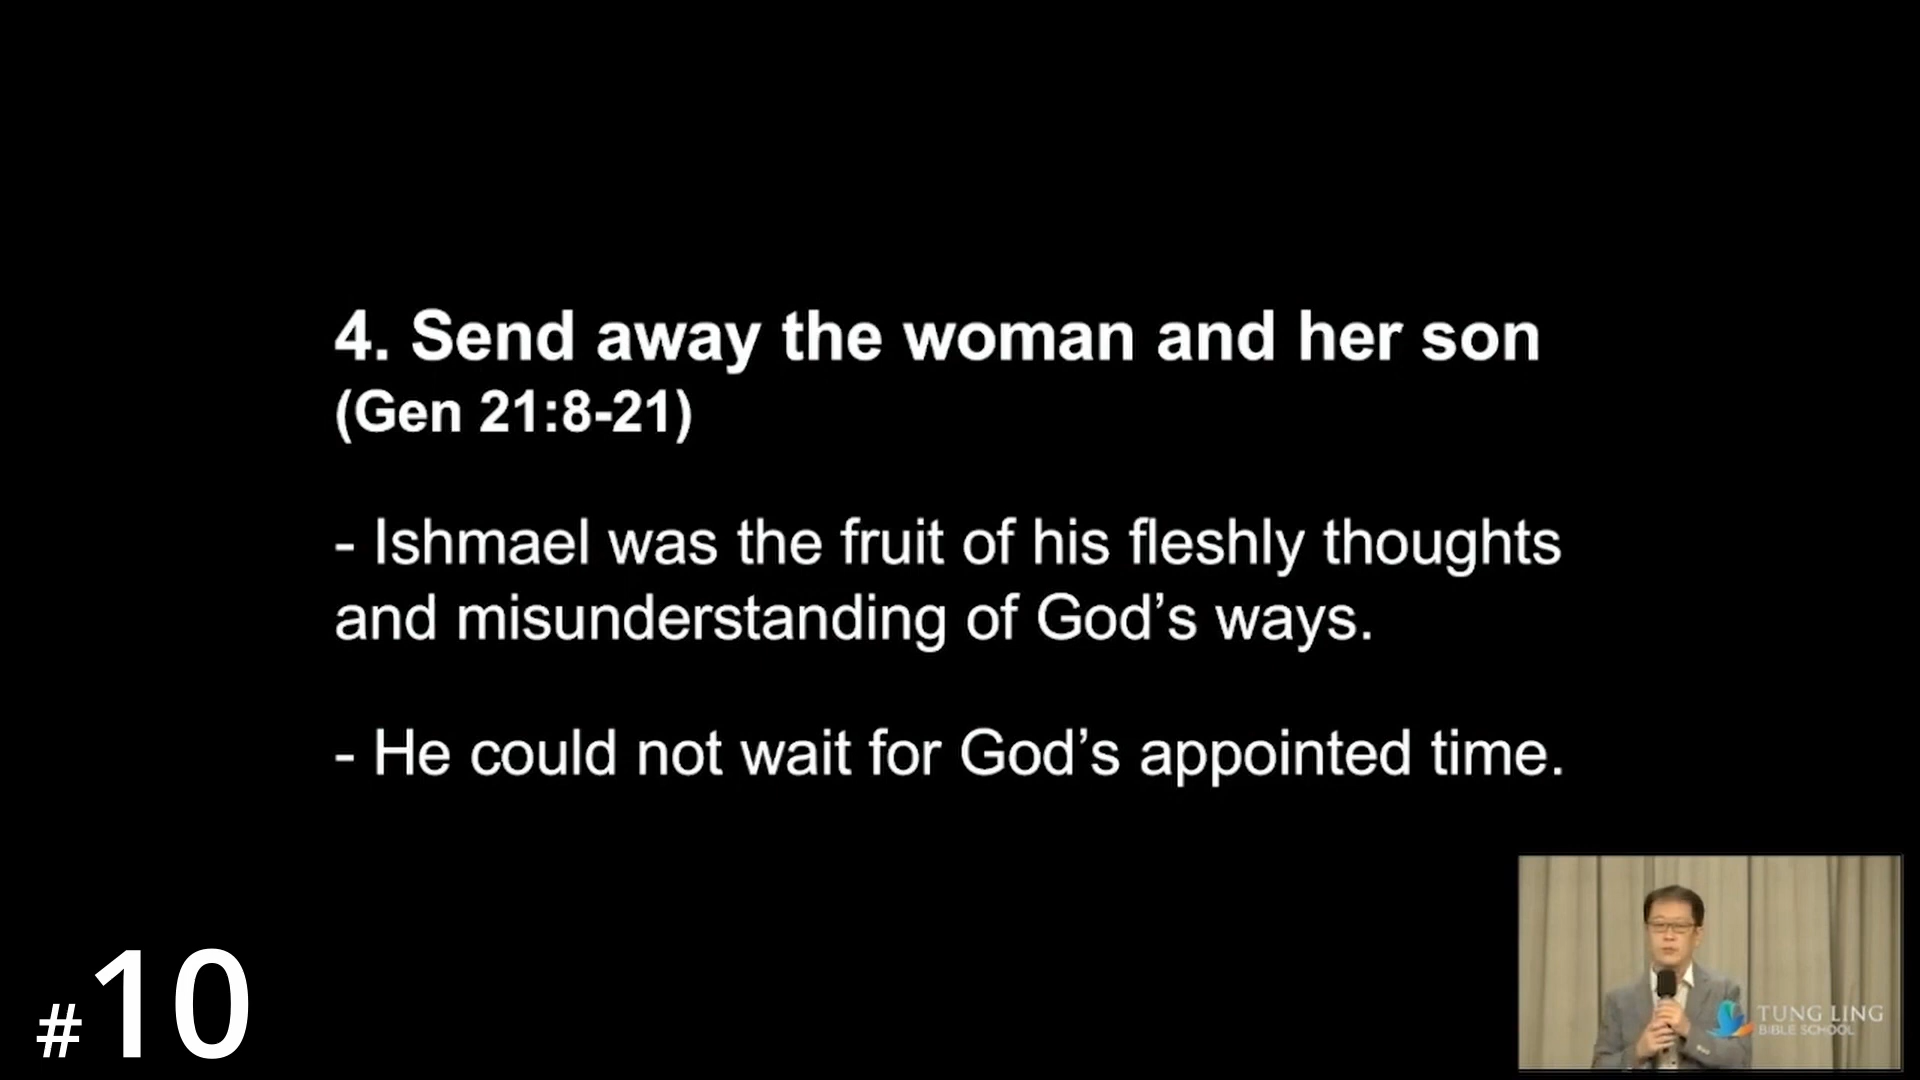 4. Send away the woman and her son
(Gen 21:8-21)
- Ishmael was the fruit of his fleshly thoughts
and misunderstanding of God’s ways.
- He could not wait for God’s appointed time.
#10
TUNG LING
BIBLE SCHOOL